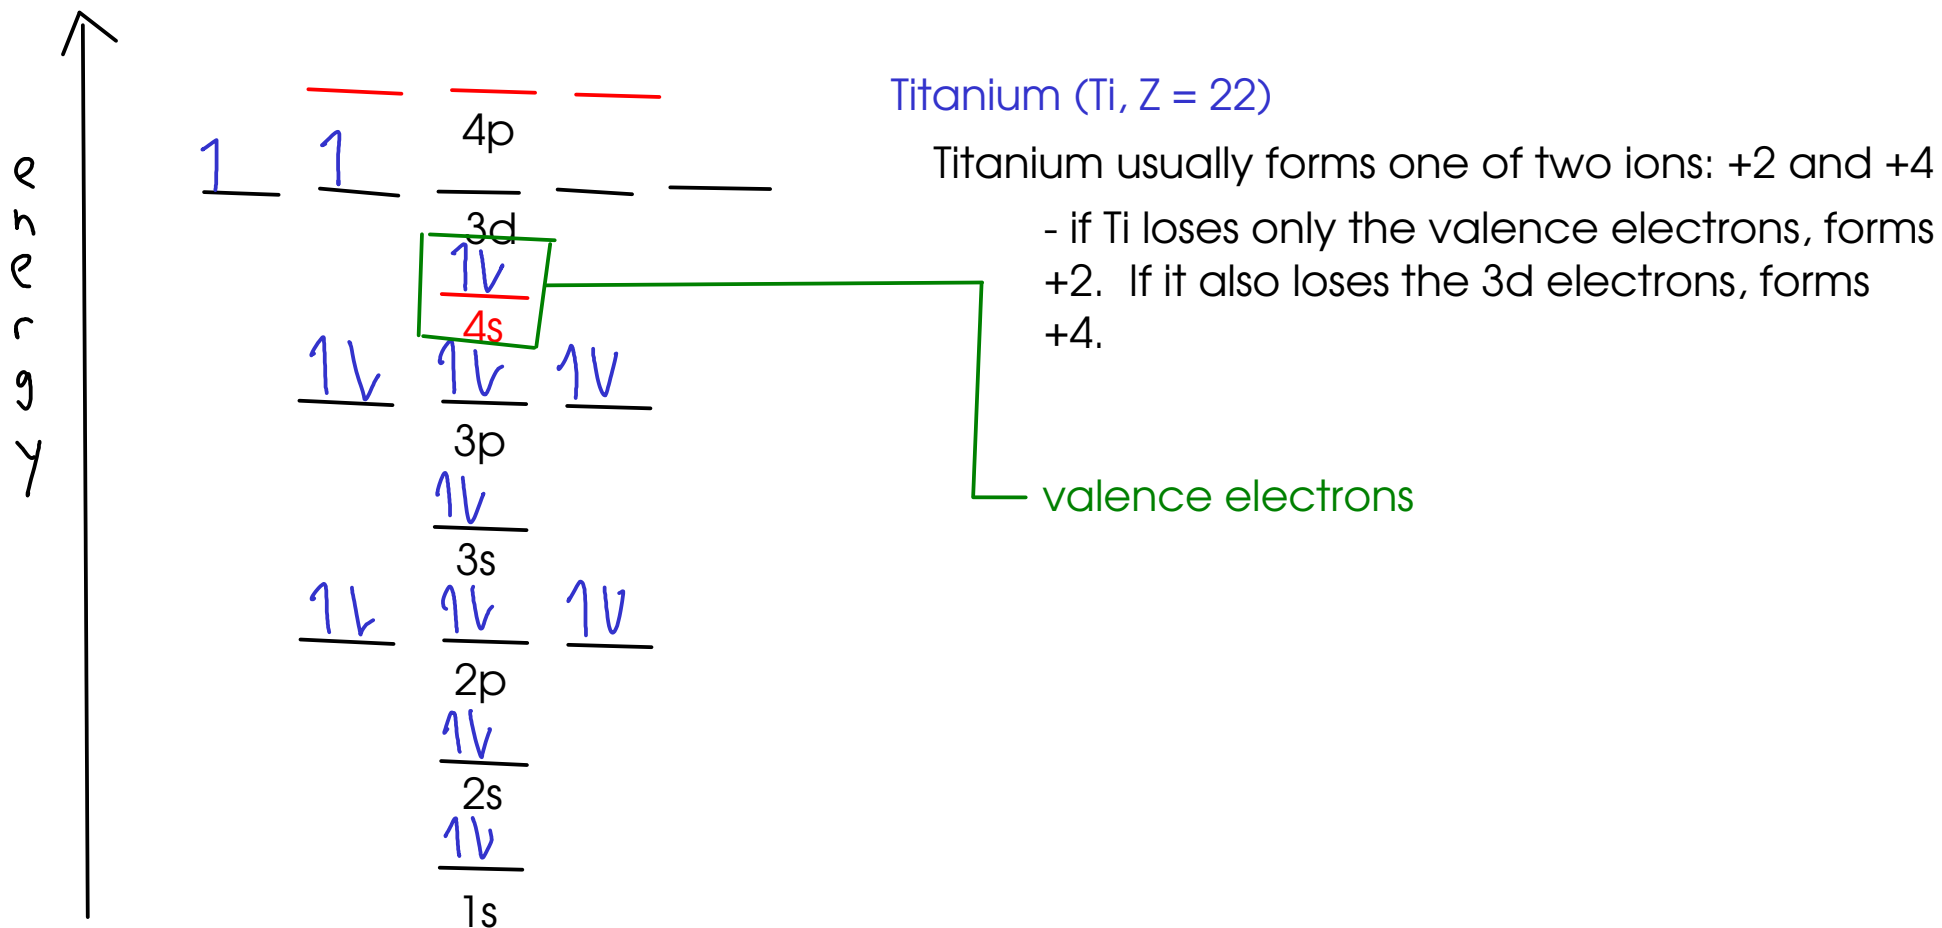 energy
4p
3d
4s
3p
3s
2p
2s
1s
Titanium (Ti, Z = 22)
Titanium usually forms one of two ions: +2 and +4
- if Ti loses only the valence electrons, forms
+2.  If it also loses the 3d electrons, forms
+4.
valence electrons